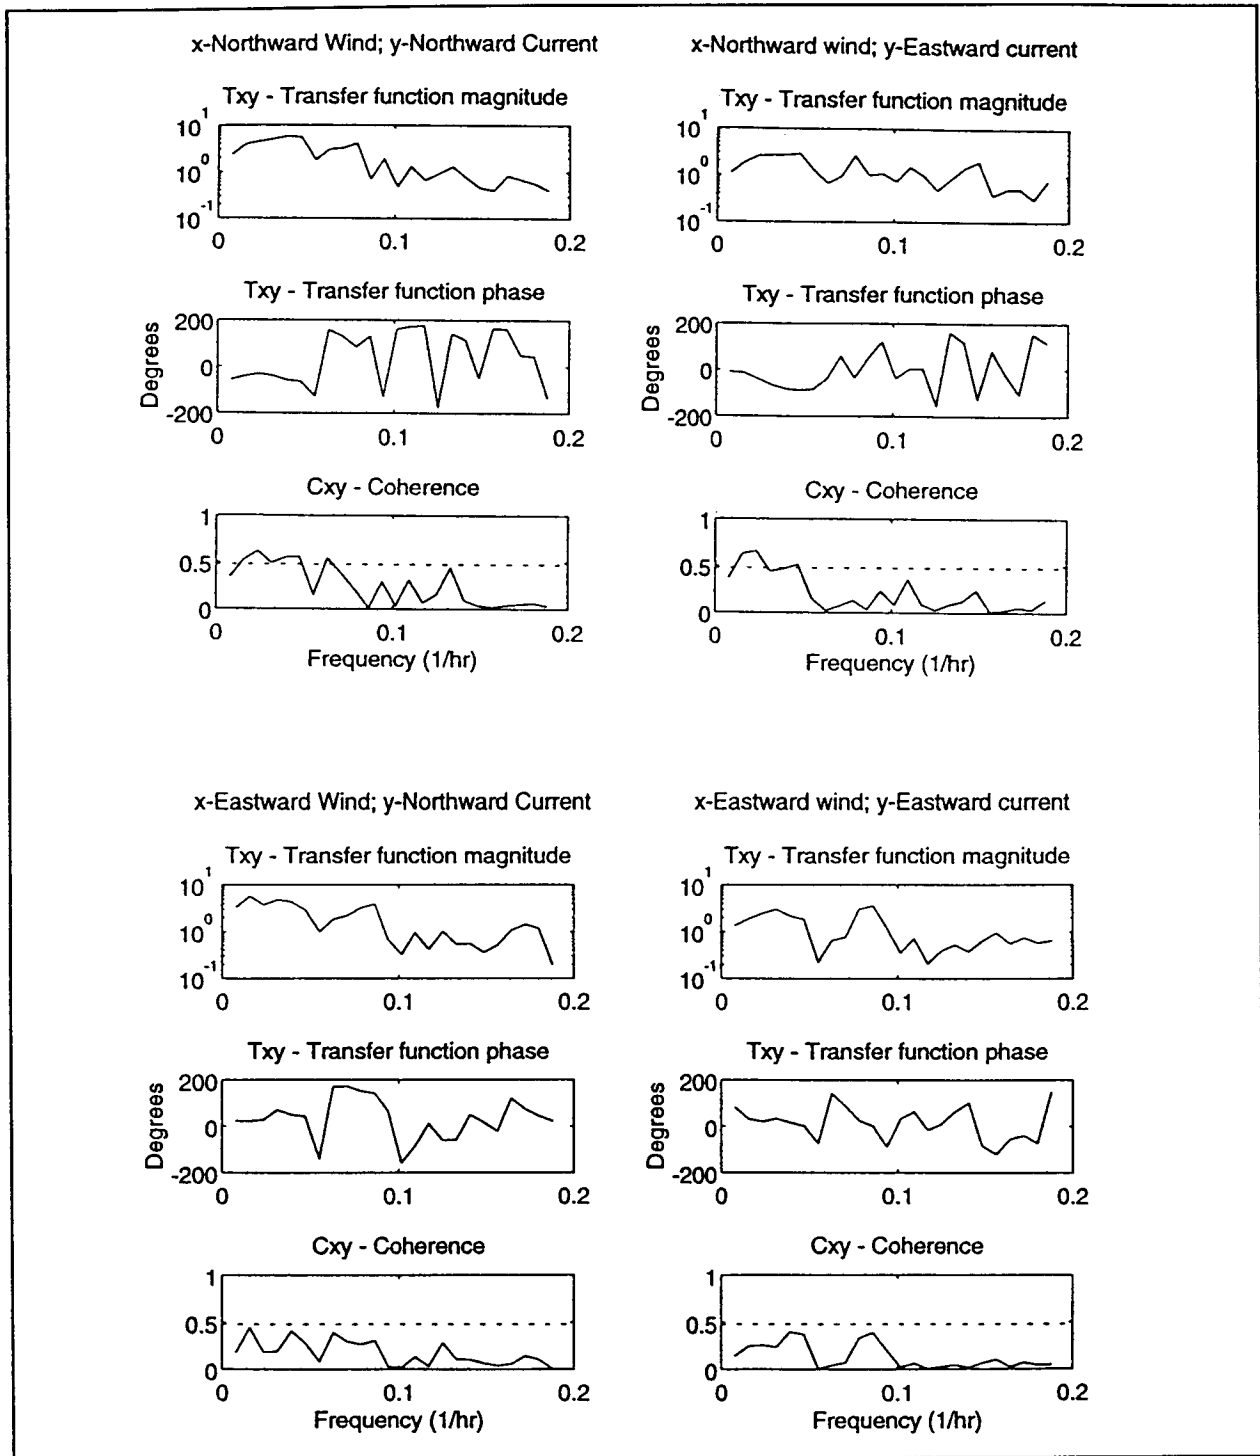 x-Northward Wind; y-Northward Current
Txy - Transfer function magnitude
10^1
10^0
10^-1
0 0.1 0.2
Txy - Transfer function phase
Degrees
200
0
-200
0 0.1 0.2
Cxy - Coherence
1
0.5
0
0 0.1 0.2
Frequency (1/hr)
x-Northward wind; y-Eastward current
Txy - Transfer function magnitude
10^1
10^0
10^-1
0 0.1 0.2
Txy - Transfer function phase
Degrees
200
0
-200
0 0.1 0.2
Cxy - Coherence
1
0.5
0
0 0.1 0.2
Frequency (1/hr)
x-Eastward Wind; y-Northward Current
Txy - Transfer function magnitude
10^1
10^0
10^-1
0 0.1 0.2
Txy - Transfer function phase
Degrees
200
0
-200
0 0.1 0.2
Cxy - Coherence
1
0.5
0
0 0.1 0.2
Frequency (1/hr)
x-Eastward wind; y-Eastward current
Txy - Transfer function magnitude
10^1
10^0
10^-1
0 0.1 0.2
Txy - Transfer function phase
Degrees
200
0
-200
0 0.1 0.2
Cxy - Coherence
1
0.5
0
0 0.1 0.2
Frequency (1/hr)